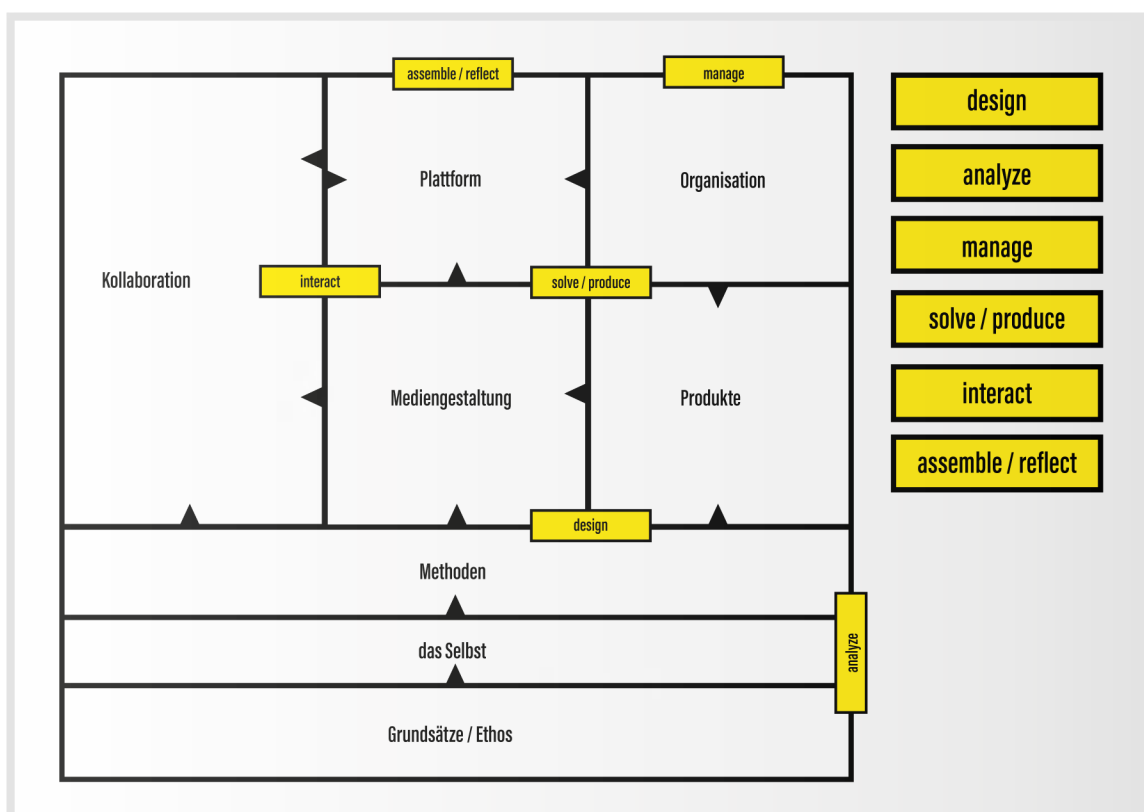 assemble / reflect
manage
Plattform
Organisation
Kollaboration
interact
solve / produce
Mediengestaltung
Produkte
design
Methoden
das Selbst
analyze
Grundsätze / Ethos
design
analyze
manage
solve / produce
interact
assemble / reflect